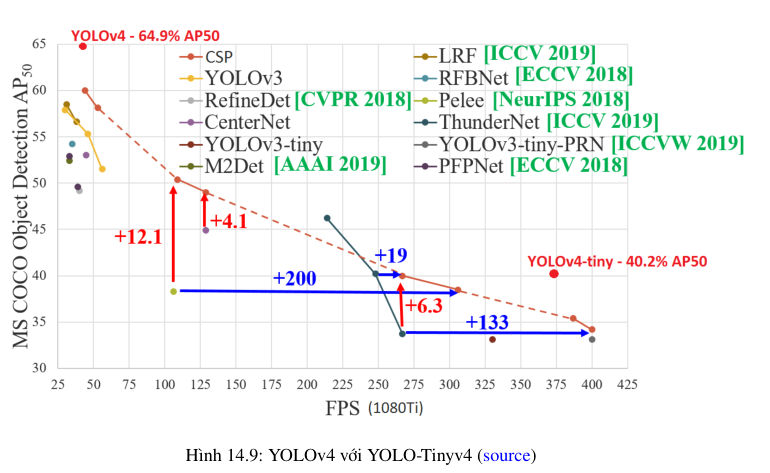 YOLOv4 - 64.9% AP50
MS COCO Object Detection AP50
65
60
55
50
45
40
35
30
CSP
LRF [ICCV 2019]
YOLOv3
RFBNet [ECCV 2018]
RefineDet [CVPR 2018]
Pelee [NeurIPS 2018]
CenterNet
ThunderNet [ICCV 2019]
YOLOv3-tiny
YOLOv3-tiny-PRN [ICCVW 2019]
M2Det [AAAI 2019]
PFPNet [ECCV 2018]
+12.1
+4.1
+19
YOLOv4-tiny - 40.2% AP50
+200
+6.3
+133
25 50 75 100 125 150 175 200 225 250 275 300 325 350 375 400 425
FPS (1080Ti)
Hình 14.9: YOLOv4 với YOLO-Tinyv4 (source)